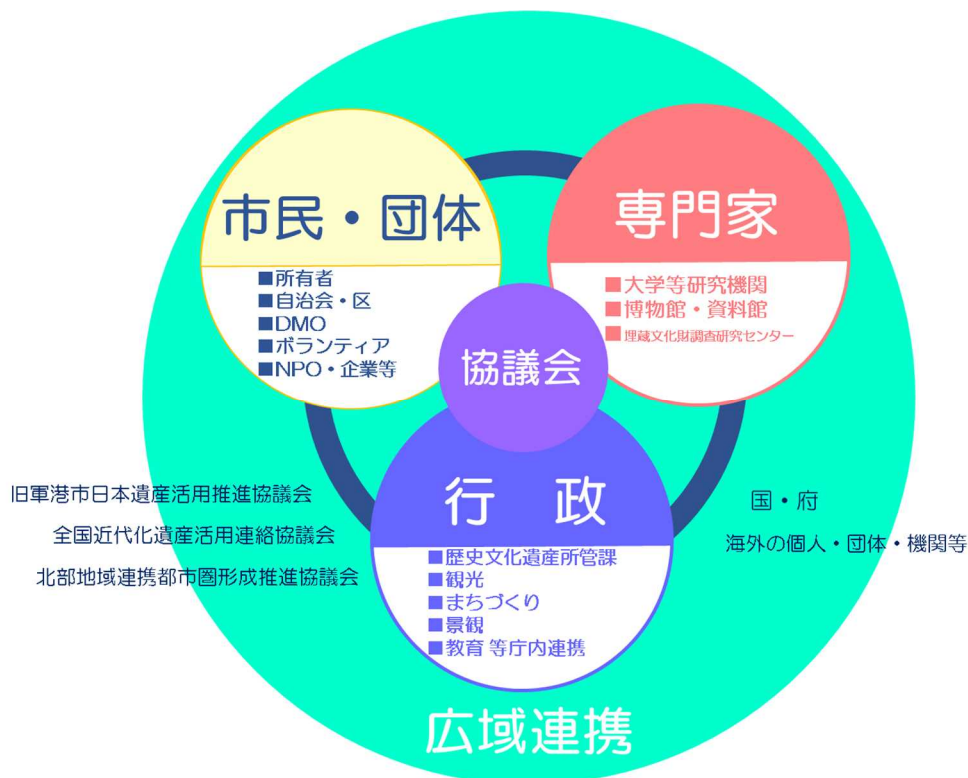 市民・団体
■所有者
■自治会・区
■DMO
■ボランティア
■NPO・企業等
専門家
■大学等研究機関
■博物館・資料館
■埋蔵文化財調査研究センター
協議会
行　政
■歴史文化遺産所管課
■観光
■まちづくり
■景観
■教育 等庁内連携
旧軍港市日本遺産活用推進協議会
全国近代化遺産活用連絡協議会
北部地域連携都市圏形成推進協議会
国・府
海外の個人・団体・機関等
広域連携